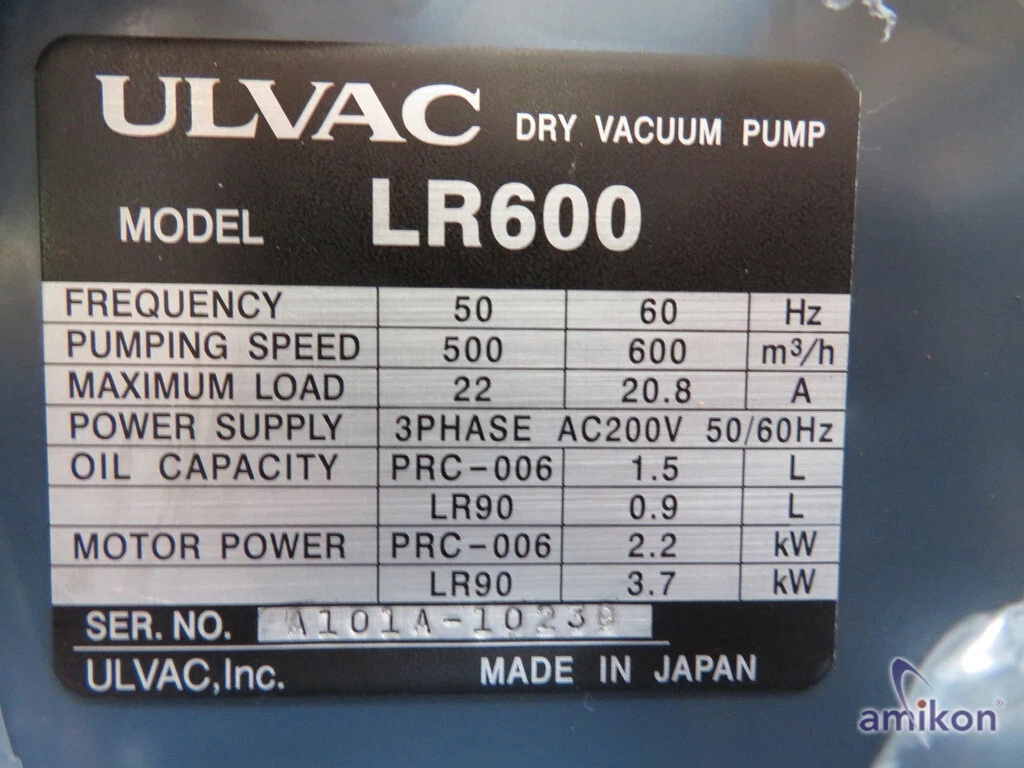 ULVAC DRY VACUUM PUMP
MODEL LR600
FREQUENCY 50 60 Hz
PUMPING SPEED 500 600 m³/h
MAXIMUM LOAD 22 20.8 A
POWER SUPPLY 3PHASE AC200V 50/60Hz
OIL CAPACITY PRC-006 1.5 L
LR90 0.9 L
MOTOR POWER PRC-006 2.2 kW
LR90 3.7 kW
SER. NO.
ULVAC,Inc. MADE IN JAPAN
amikon®